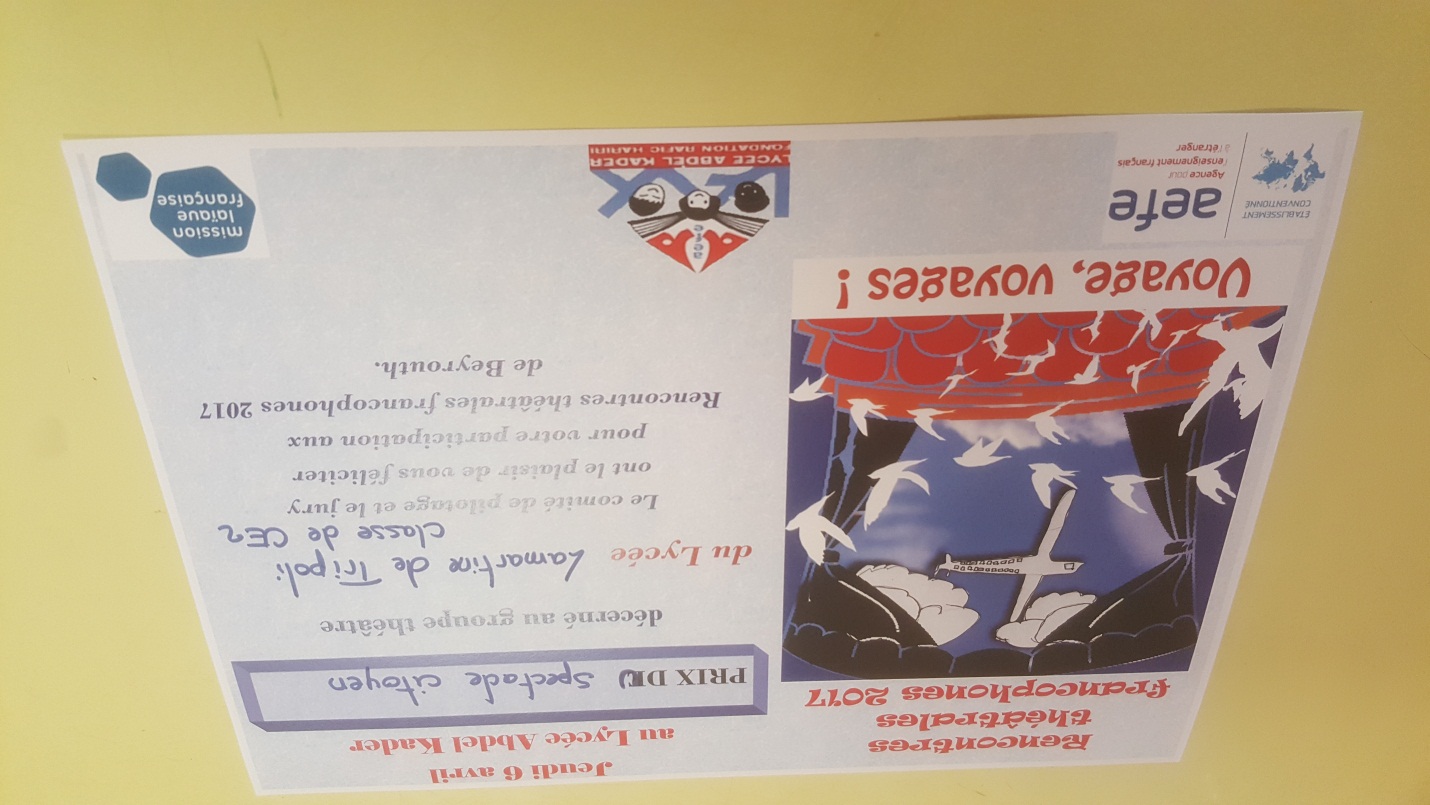 Rencontres
théâtrales
francophones 2017
Voyage, voyages !
aefe
Agence pour
l'enseignement français
à l'étranger
ETABLISSEMENT
CONVENTIONNÉ
Jeudi 6 avril
au Lycée Abdel Kader
PRIX DU Spectacle citoyen
décerné au groupe théâtre
du Lycée Lamartine de Tripoli
classe de CE2
Le comité de pilotage et le jury
ont le plaisir de vous féliciter
pour votre participation aux
Rencontres théâtrales francophones 2017
de Beyrouth.
aefe
LYCEE ABDEL KADER
FONDATION RAFIC HARIRI
mission
laïque
française